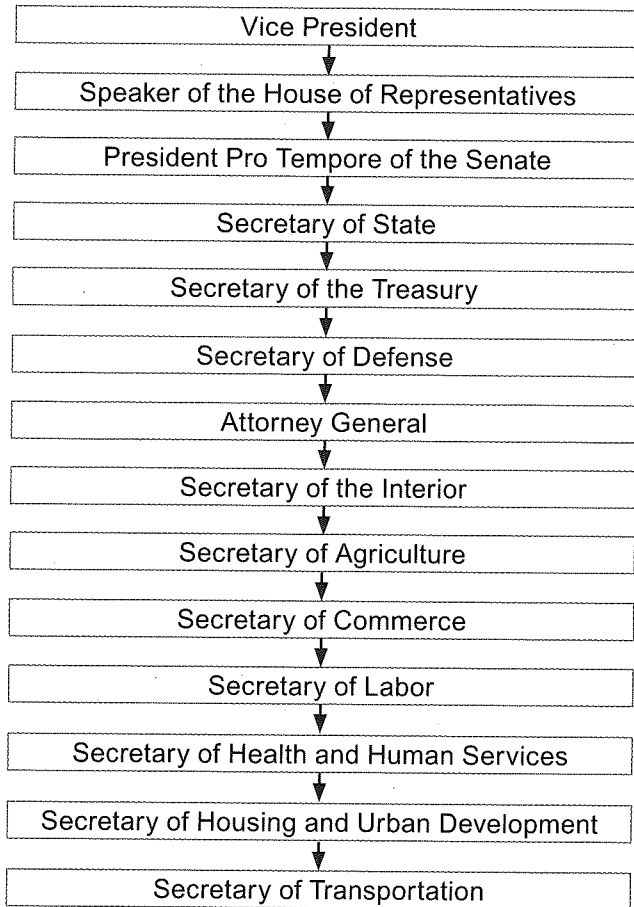 Vice President
Speaker of the House of Representatives
President Pro Tempore of the Senate
Secretary of State
Secretary of the Treasury
Secretary of Defense
Attorney General
Secretary of the Interior
Secretary of Agriculture
Secretary of Commerce
Secretary of Labor
Secretary of Health and Human Services
Secretary of Housing and Urban Development
Secretary of Transportation